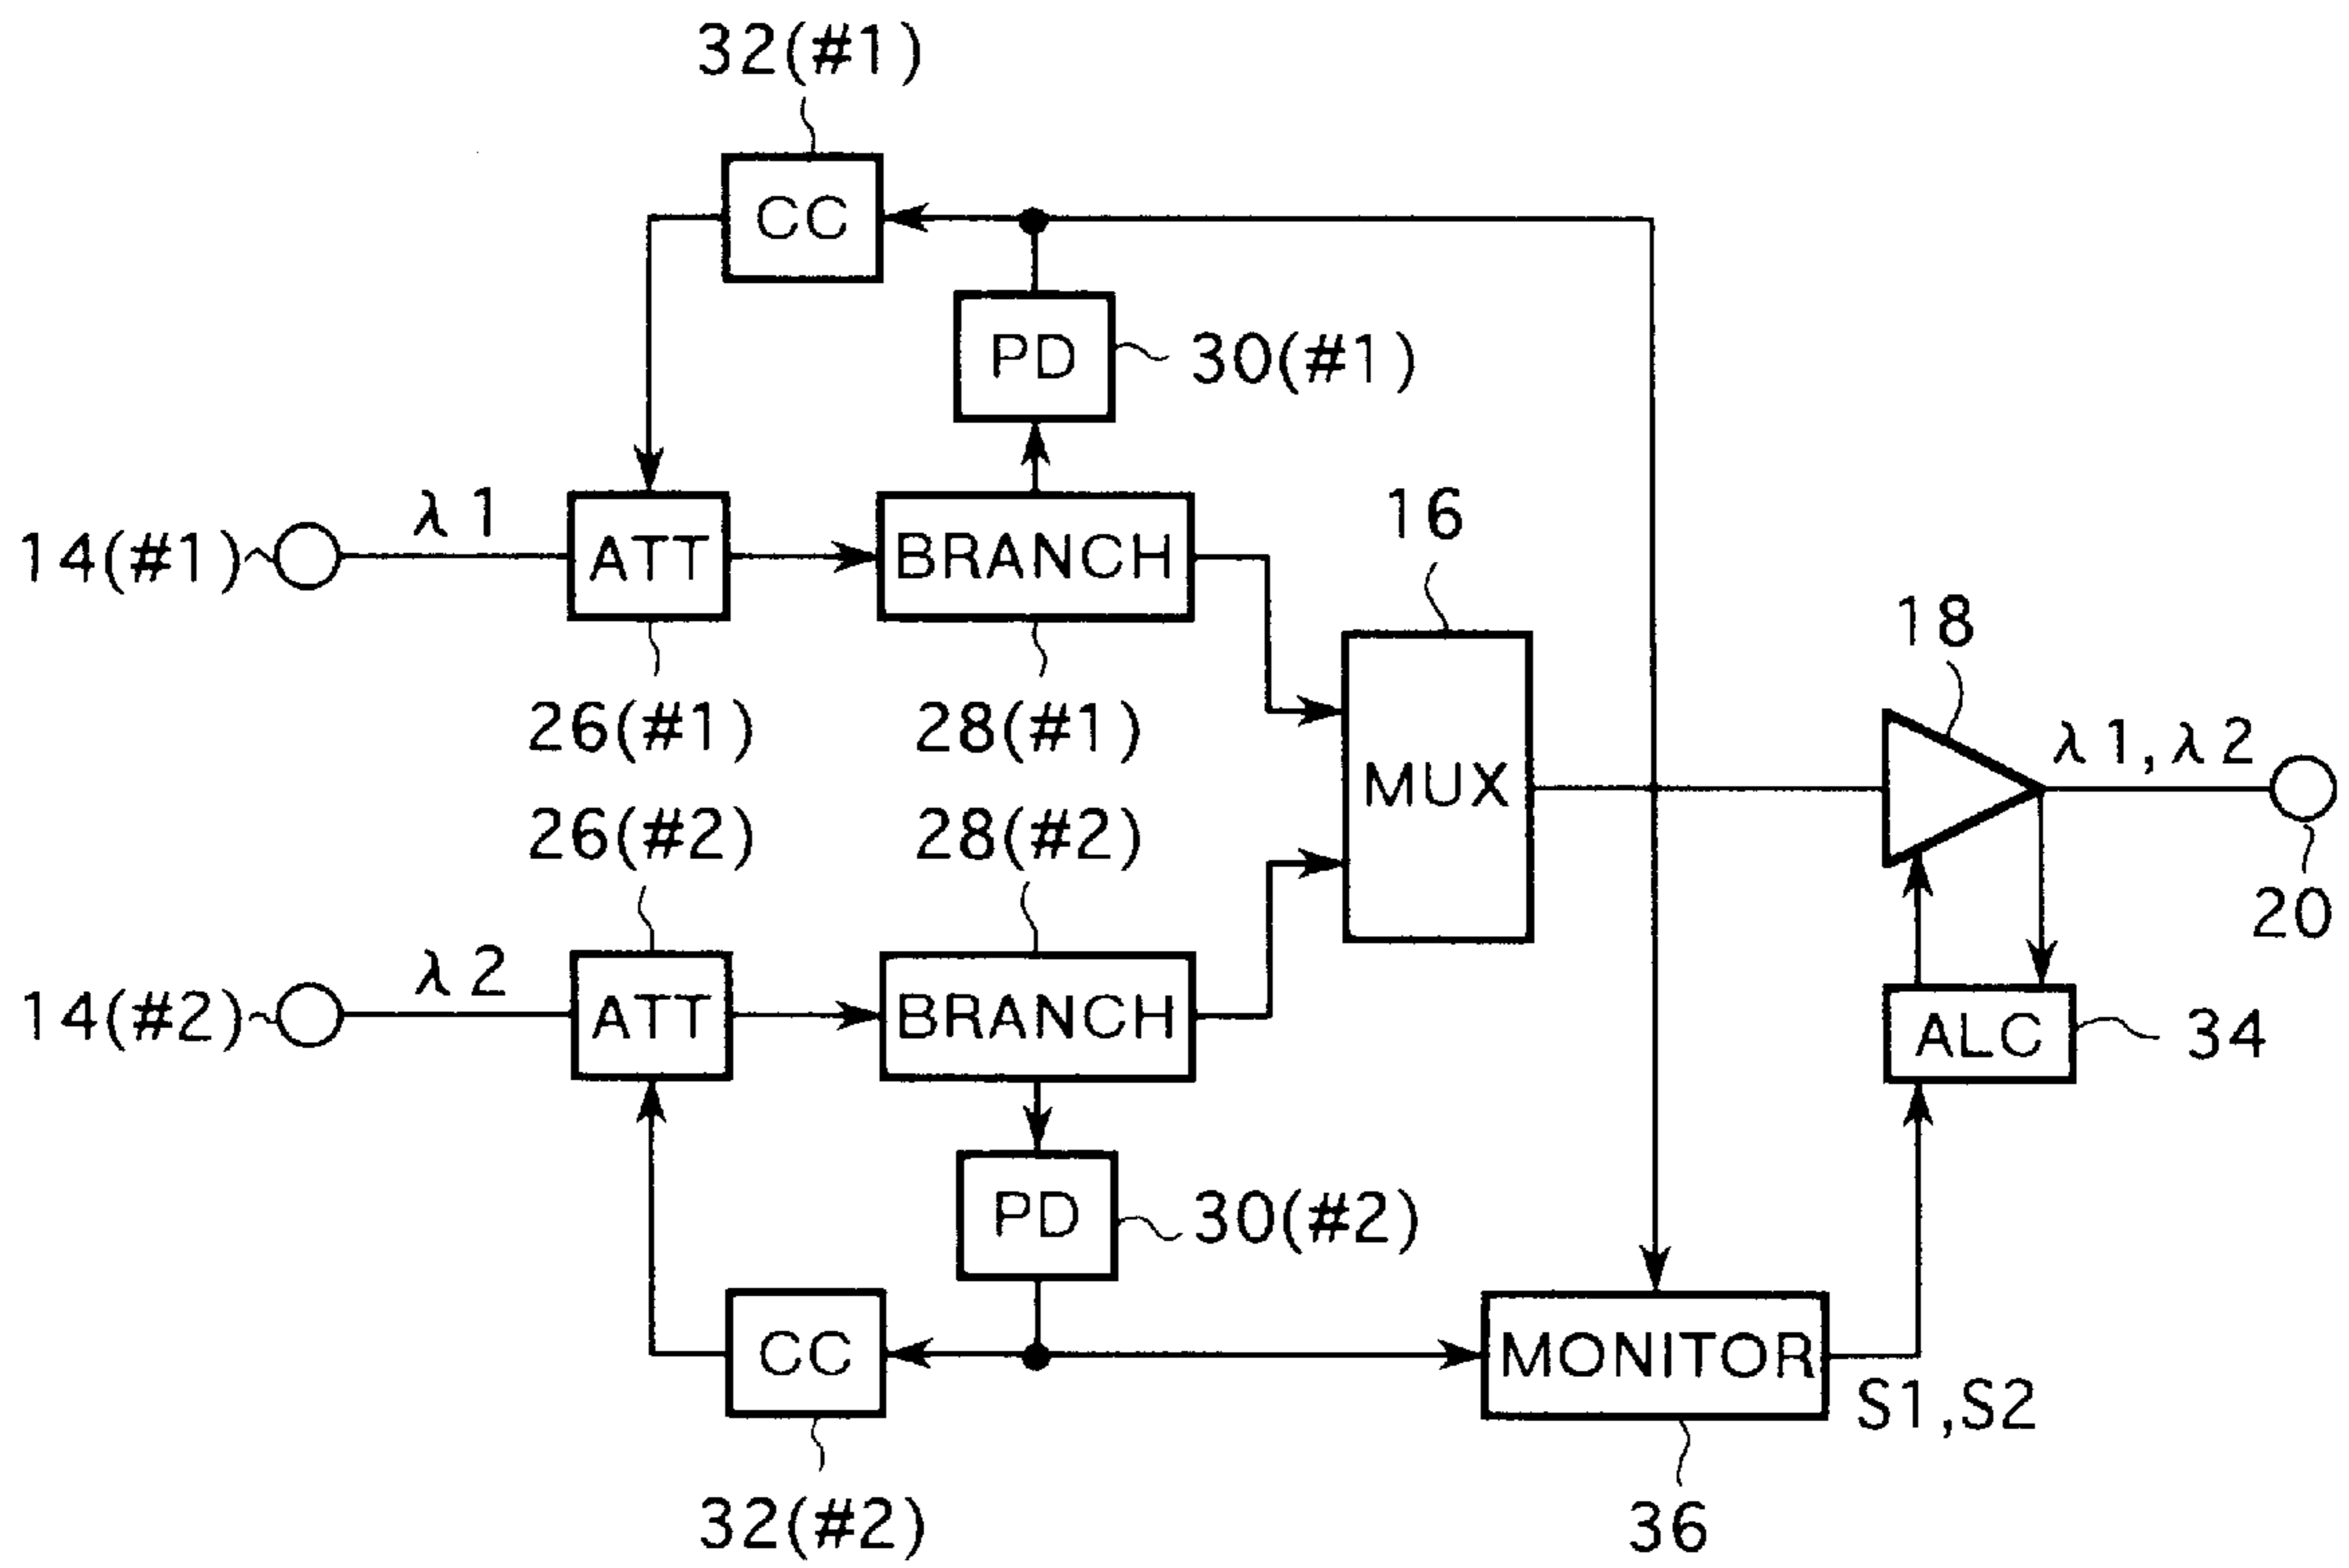 32(#1)
CC
PD
30(#1)
14(#1)
λ1
ATT
BRANCH
16
26(#1)
28(#1)
MUX
18
λ1,λ2
20
26(#2)
28(#2)
14(#2)
λ2
ATT
BRANCH
ALC
34
PD
30(#2)
CC
MONITOR
S1,S2
32(#2)
36